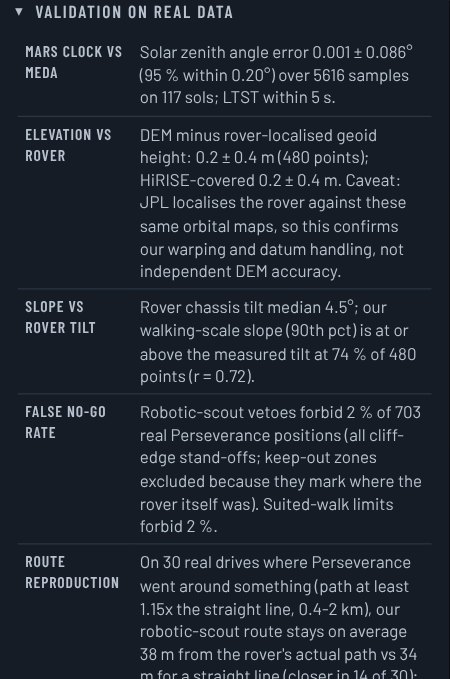 ▼ VALIDATION ON REAL DATA
MARS CLOCK VS
MEDA
Solar zenith angle error 0.001 ± 0.086°
(95 % within 0.20°) over 5616 samples
on 117 sols; LTST within 5 s.
ELEVATION VS
ROVER
DEM minus rover-localised geoid
height: 0.2 ± 0.4 m (480 points);
HiRISE-covered 0.2 ± 0.4 m. Caveat:
JPL localises the rover against these
same orbital maps, so this confirms
our warping and datum handling, not
independent DEM accuracy.
SLOPE VS
ROVER TILT
Rover chassis tilt median 4.5°; our
walking-scale slope (90th pct) is at or
above the measured tilt at 74 % of 480
points (r = 0.72).
FALSE NO-GO
RATE
Robotic-scout vetoes forbid 2 % of 703
real Perseverance positions (all cliff-
edge stand-offs; keep-out zones
excluded because they mark where the
rover itself was). Suited-walk limits
forbid 2 %.
ROUTE
REPRODUCTION
On 30 real drives where Perseverance
went around something (path at least
1.15x the straight line, 0.4-2 km), our
robotic-scout route stays on average
38 m from the rover's actual path vs 34
m for a straight line (closer in 14 of 30);